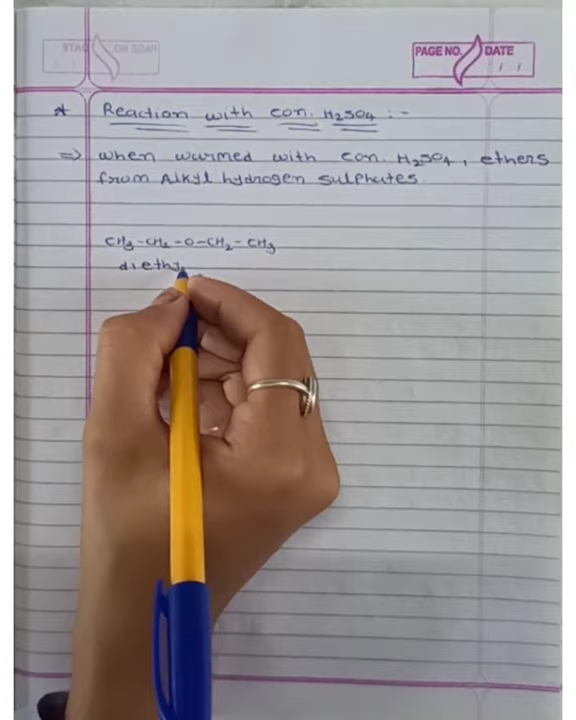 PAGE NO. DATE
* Reaction with con. H₂SO₄ :-
⇒ when warmed with con. H₂SO₄, ethers
from Alkyl hydrogen sulphates.
CH₃-CH₂-O-CH₂-CH₃
diethy